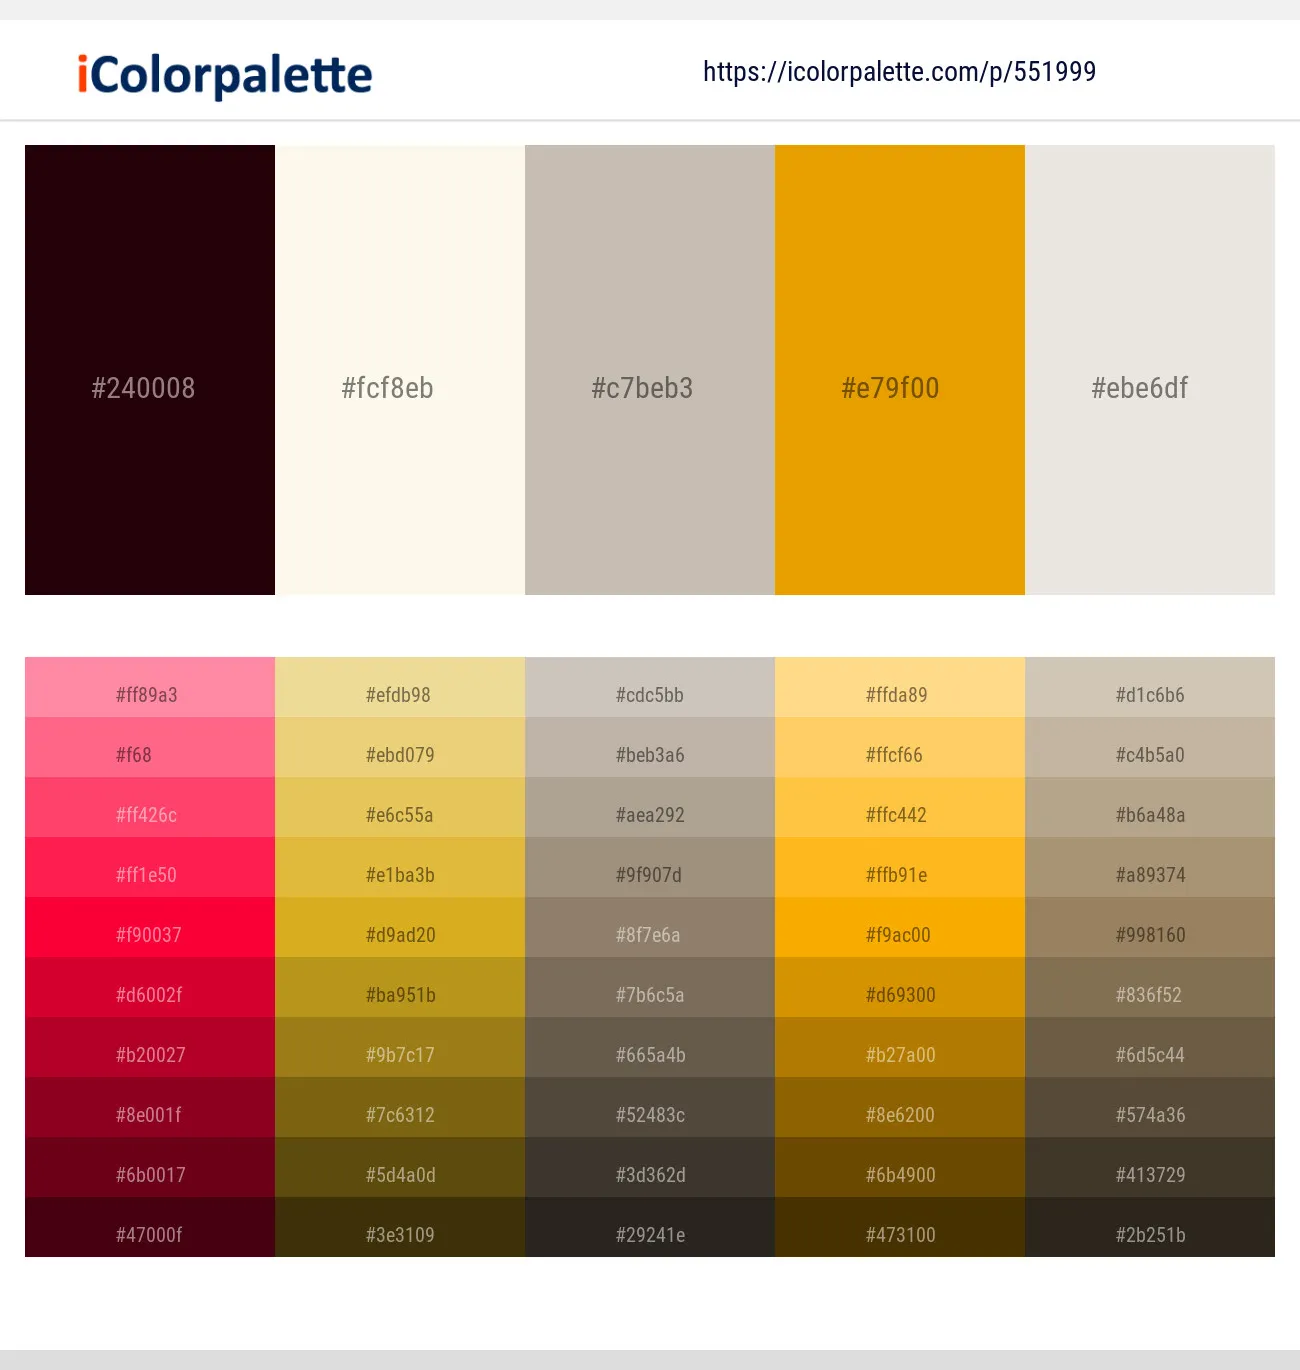 iColorpalette
https://icolorpalette.com/p/551999
#240008 #fcf8eb #c7beb3 #e79f00 #ebe6df
#ff89a3 #efdb98 #cdc5bb #ffda89 #d1c6b6
#f68 #ebd079 #beb3a6 #ffcf66 #c4b5a0
#ff426c #e6c55a #aea292 #ffc442 #b6a48a
#ff1e50 #e1ba3b #9f907d #ffb91e #a89374
#f90037 #d9ad20 #8f7e6a #f9ac00 #998160
#d6002f #ba951b #7b6c5a #d69300 #836f52
#b20027 #9b7c17 #665a4b #b27a00 #6d5c44
#8e001f #7c6312 #52483c #8e6200 #574a36
#6b0017 #5d4a0d #3d362d #6b4900 #413729
#47000f #3e3109 #29241e #473100 #2b251b